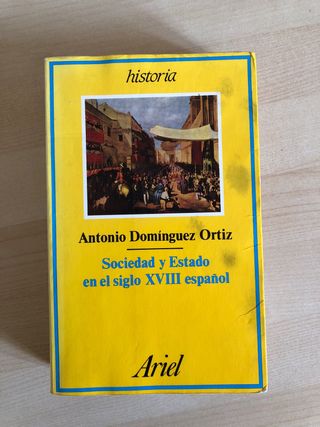 historia
Antonio Domínguez Ortiz
Sociedad y Estado
en el siglo XVIII español
Ariel